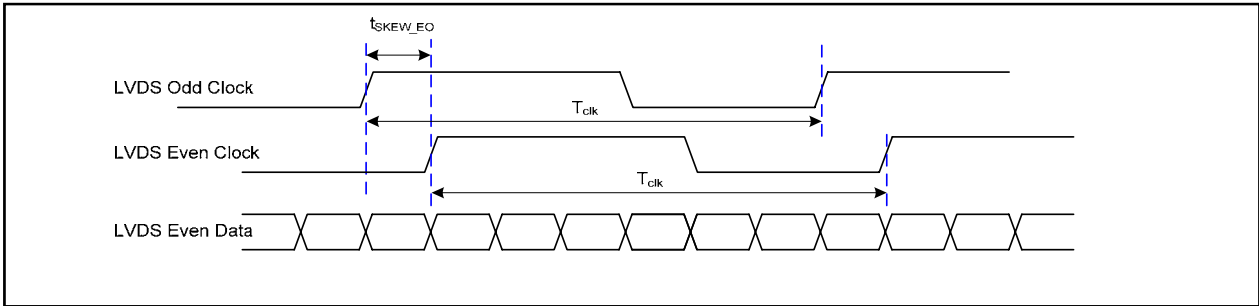 tSKEW_EO
LVDS Odd Clock
Tclk
LVDS Even Clock
Tclk
LVDS Even Data